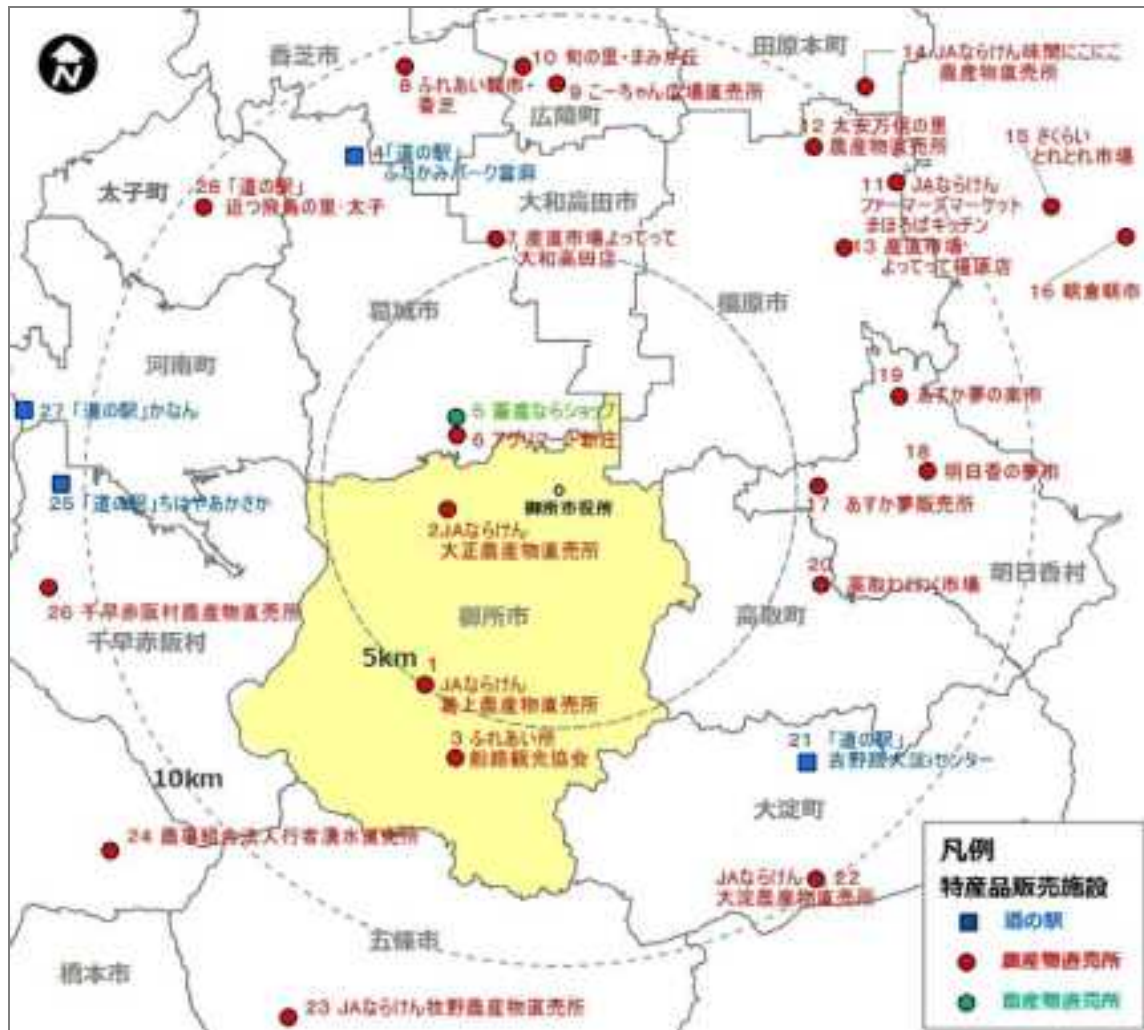 N
香芝市
田原本町
10 旬の里・まみヶ丘
14 JAならけん味間にこにこ
農産物直売所
8 ふれあい朝市・
香芝
9 こーちゃん広場直売所
広陵町
12 太安万侶の里
農産物直売所
15 さくらい
とれとれ市場
4「道の駅」
ふたかみパーク當麻
太子町
28「道の駅」
近つ飛鳥の里・太子
大和高田市
11 JAならけん
ファーマーズマーケット
まほろばキッチン
7 産直市場よってって
大和高田店
13 産直市場
よってって橿原店
16 朝倉朝市
葛城市
橿原市
河南町
19
あすか夢の楽市
27「道の駅」かなん
5 畜産ならショップ
6 アグリマート新庄
18
明日香の夢市
25「道の駅」ちはやあかさか
御所市役所
17 あすか夢販売所
2JAならけん
大正農産物直売所
20
高取わくわく市場
明日香村
26 千早赤阪村農産物直売所
千早赤阪村
御所市
高取町
5km
1
JAならけん
葛上農産物直売所
3 ふれあい所
船路観光協会
21「道の駅」
吉野路大淀iセンター
10km
大淀町
24 農事組合法人行者湧水直売所
JAならけん 22
大淀農産物直売所
五條市
橋本市
23 JAならけん牧野農産物直売所
凡例
特産品販売施設
道の駅
農産物直売所
畜産物直売所